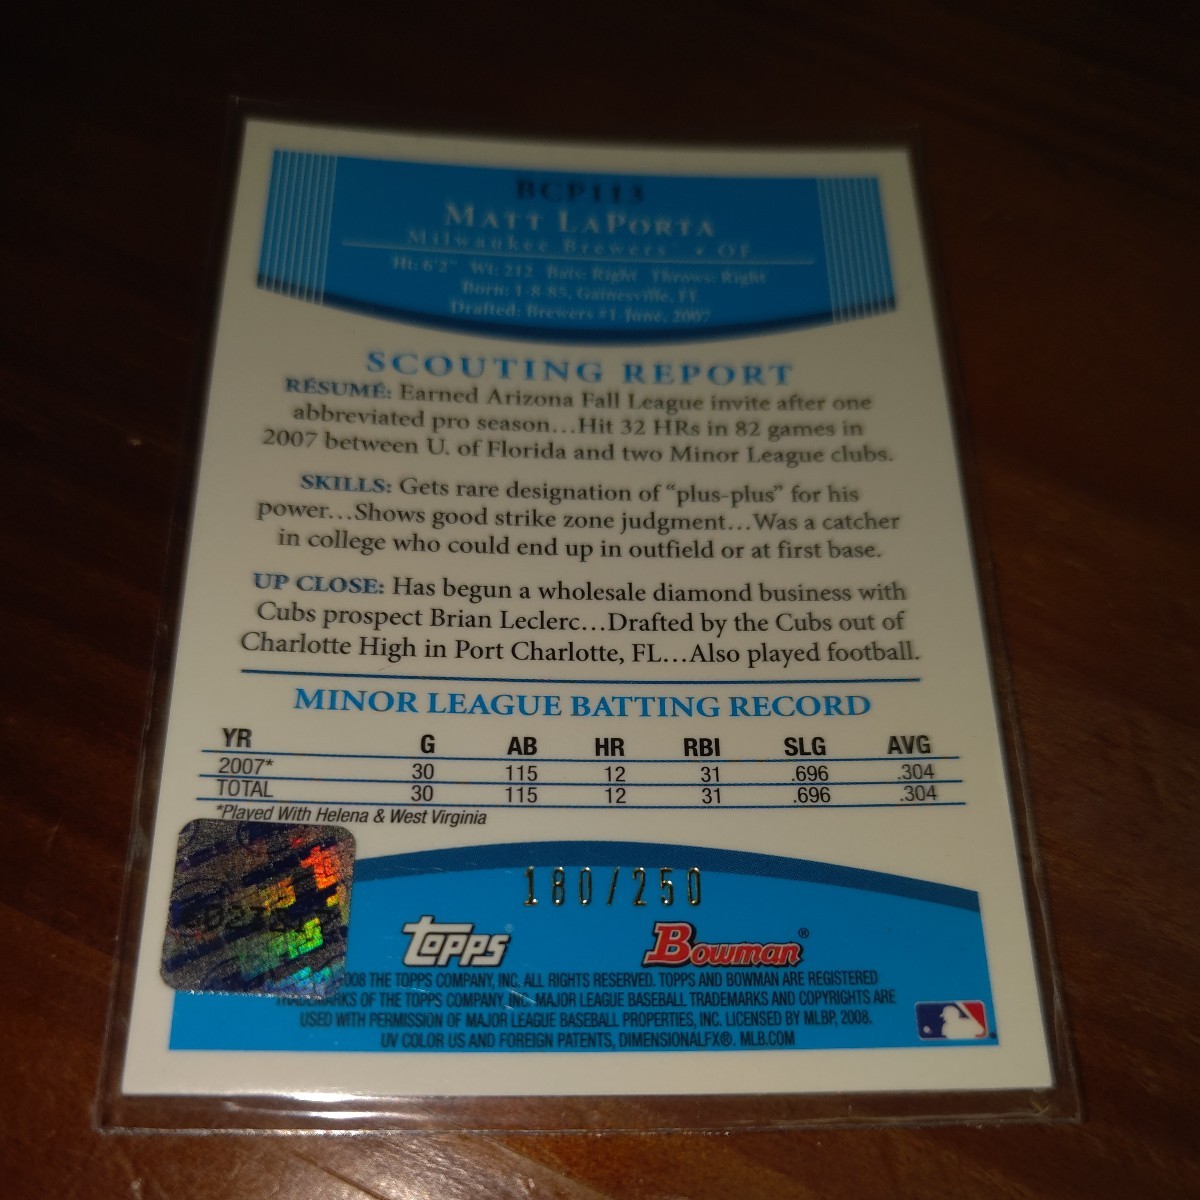 BCP113
MATT LAPORTA
Milwaukee Brewers™ • OF
Ht: 6'2" Wt: 212 Bats: Right Throws: Right
Born: 1-8-85, Gainesville, FL
Drafted: Brewers #1-June, 2007
SCOUTING REPORT
RÉSUMÉ: Earned Arizona Fall League invite after one
abbreviated pro season...Hit 32 HRs in 82 games in
2007 between U. of Florida and two Minor League clubs.
SKILLS: Gets rare designation of “plus-plus” for his
power...Shows good strike zone judgment...Was a catcher
in college who could end up in outfield or at first base.
UP CLOSE: Has begun a wholesale diamond business with
Cubs prospect Brian Leclerc...Drafted by the Cubs out of
Charlotte High in Port Charlotte, FL...Also played football.
MINOR LEAGUE BATTING RECORD
YR G AB HR RBI SLG AVG
2007* 30 115 12 31 .696 .304
TOTAL 30 115 12 31 .696 .304
*Played With Helena & West Virginia
180/250
topps Bowman®
THE TOPPS COMPANY, INC. ALL RIGHTS RESERVED. TOPPS AND BOWMAN ARE REGISTERED
OF THE TOPPS COMPANY, INC. MAJOR LEAGUE BASEBALL TRADEMARKS AND COPYRIGHTS ARE
USED WITH PERMISSION OF MAJOR LEAGUE BASEBALL PROPERTIES, INC. LICENSED BY MLBP, 2008.
UV COLOR US AND FOREIGN PATENTS, DIMENSIONALFX®. MLB.COM